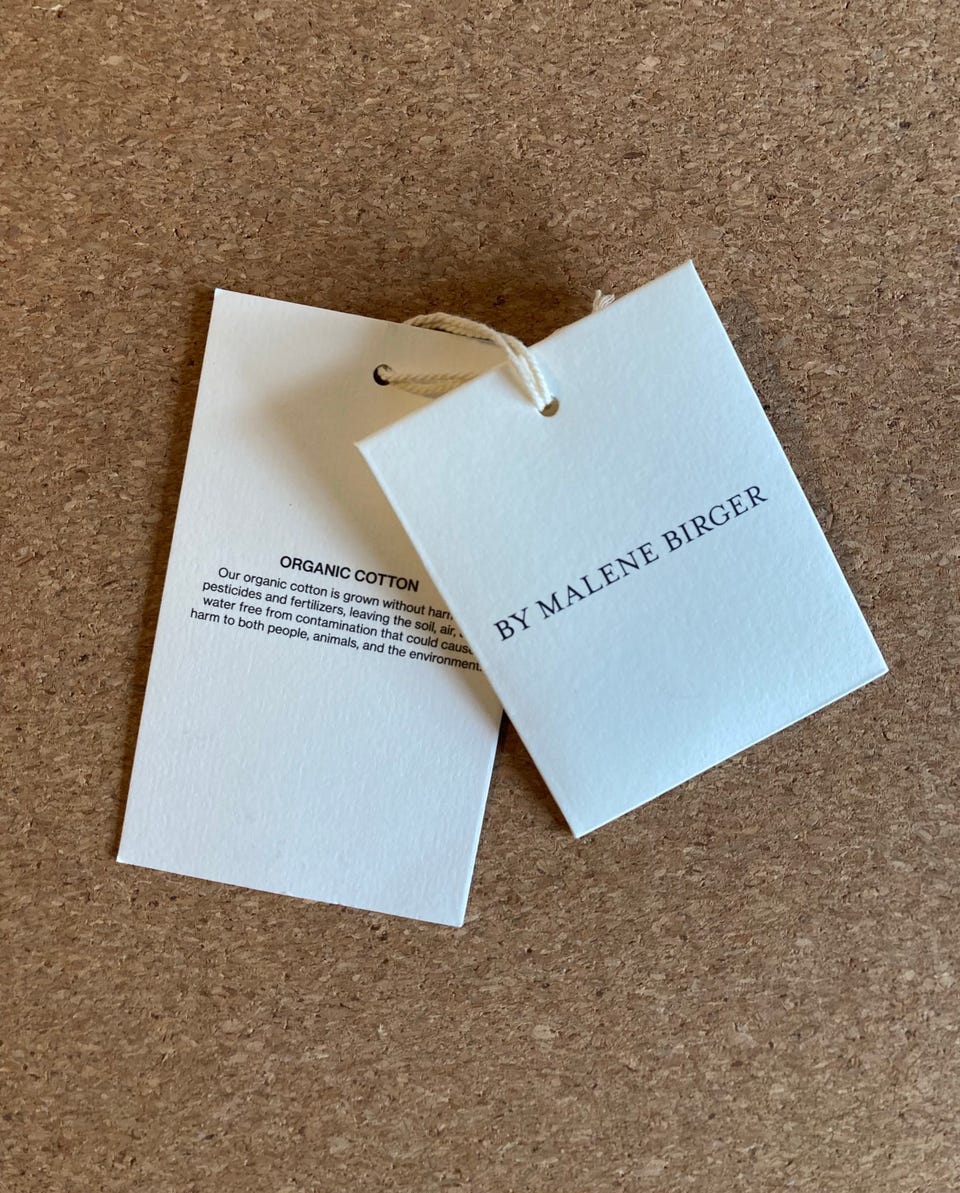 ORGANIC COTTON
Our organic cotton is grown without
pesticides and fertilizers, leaving the soil, air,
water free from contamination that could cause
harm to both people, animals, and the environment.
BY MALENE BIRGER